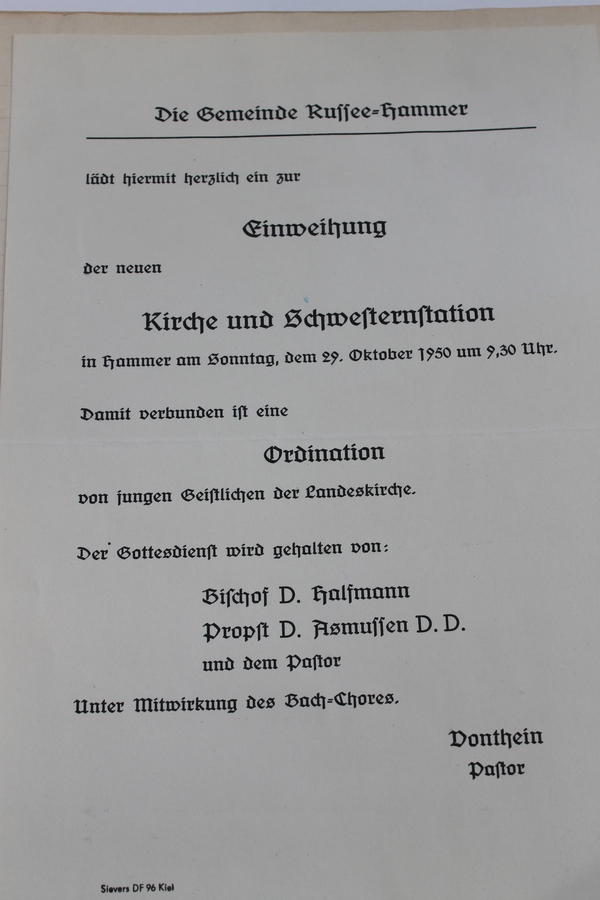 Die Gemeinde Russee-Hammer
lädt hiermit herzlich ein zur
Einweihung
der neuen
Kirche und Schwesternstation
in Hammer am Sonntag, dem 29. Oktober 1950 um 9,30 Uhr.
Damit verbunden ist eine
Ordination
von jungen Geistlichen der Landeskirche.
Der Gottesdienst wird gehalten von:
Bischof D. Halfmann
Propst D. Asmussen D. D.
und dem Pastor
Unter Mitwirkung des Bach-Chores.
Vonthein
Pastor
Sievers DF 96 Kiel